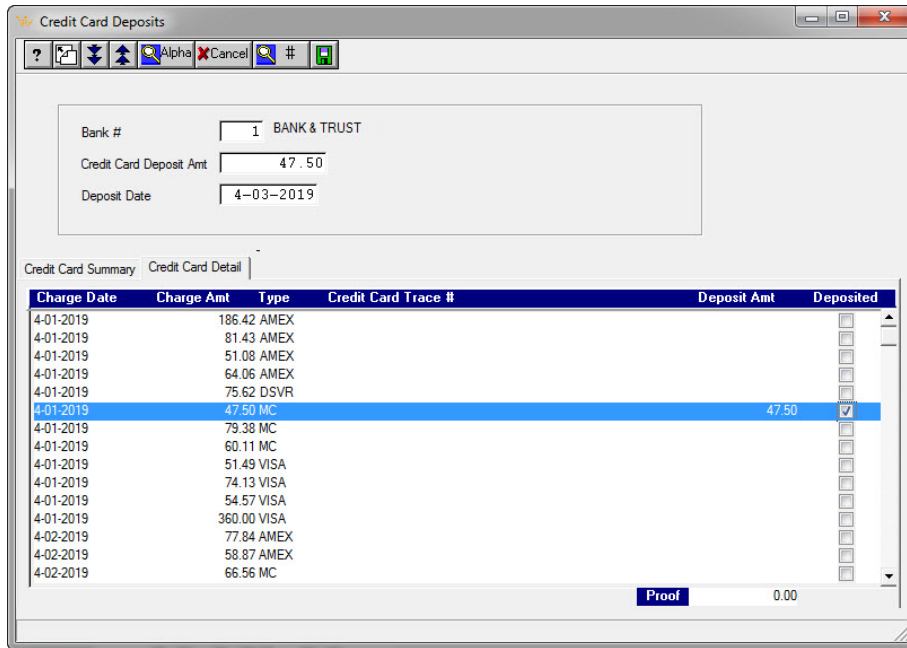 Credit Card Deposits
? Alpha Cancel #
Bank # 1 BANK & TRUST
Credit Card Deposit Amt 47.50
Deposit Date 4-03-2019
Credit Card Summary Credit Card Detail
Charge Date Charge Amt Type Credit Card Trace # Deposit Amt Deposited
4-01-2019 186.42 AMEX
4-01-2019 81.43 AMEX
4-01-2019 51.08 AMEX
4-01-2019 64.06 AMEX
4-01-2019 75.62 DSVR
4-01-2019 47.50 MC 47.50
4-01-2019 79.38 MC
4-01-2019 60.11 MC
4-01-2019 51.49 VISA
4-01-2019 74.13 VISA
4-01-2019 54.57 VISA
4-01-2019 360.00 VISA
4-02-2019 77.84 AMEX
4-02-2019 58.87 AMEX
4-02-2019 66.56 MC
Proof 0.00